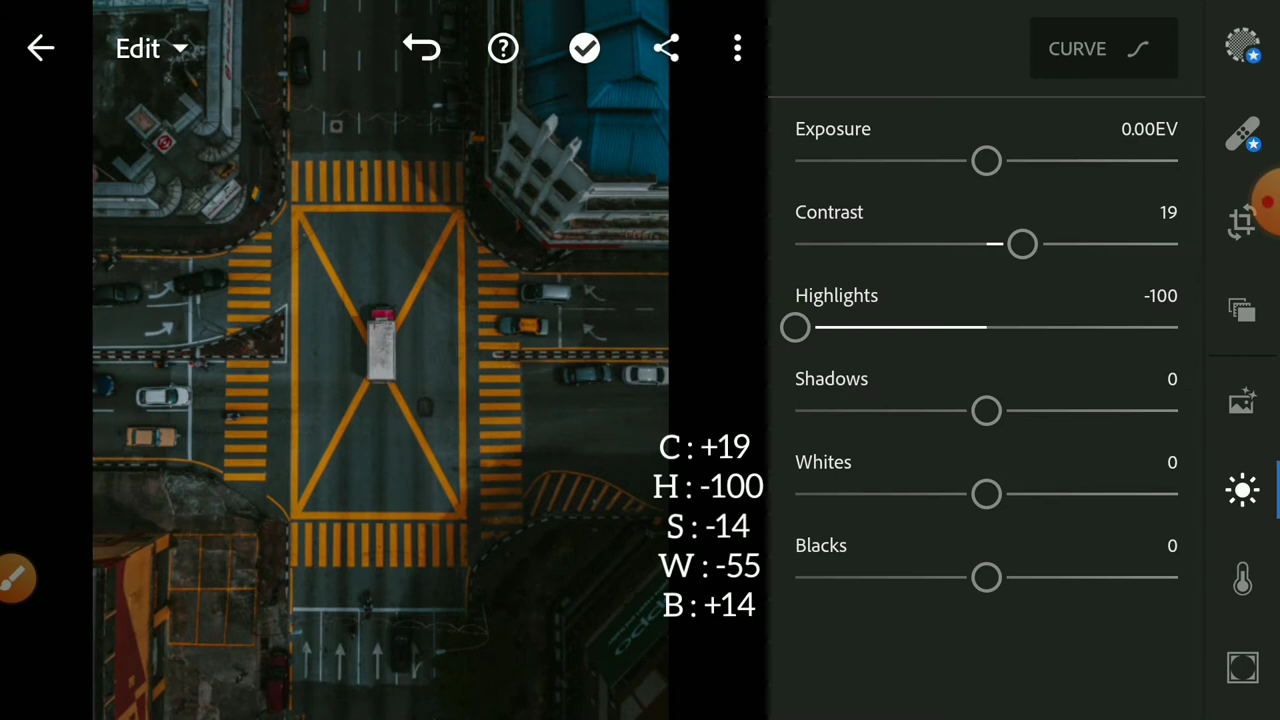 Edit
CURVE
Exposure 0.00EV
Contrast 19
Highlights -100
Shadows 0
Whites 0
Blacks 0
C : +19
H : -100
S : -14
W : -55
B : +14
oppo